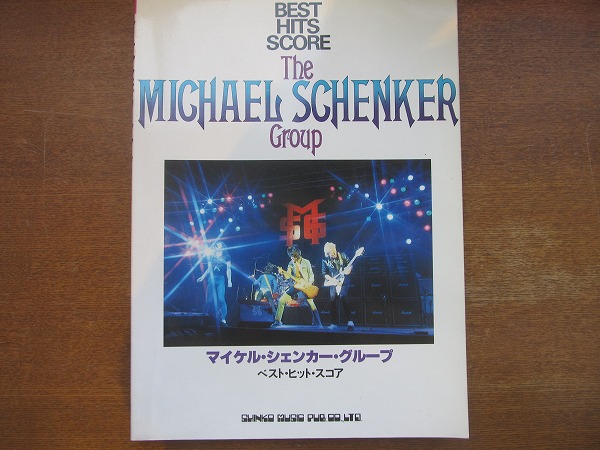 BEST
HITS
SCORE
The
MICHAEL SCHENKER
Group
MSG
マイケル・シェンカー・グループ
ベスト・ヒット・スコア
SHINKO MUSIC PUB.CO.,LTD.